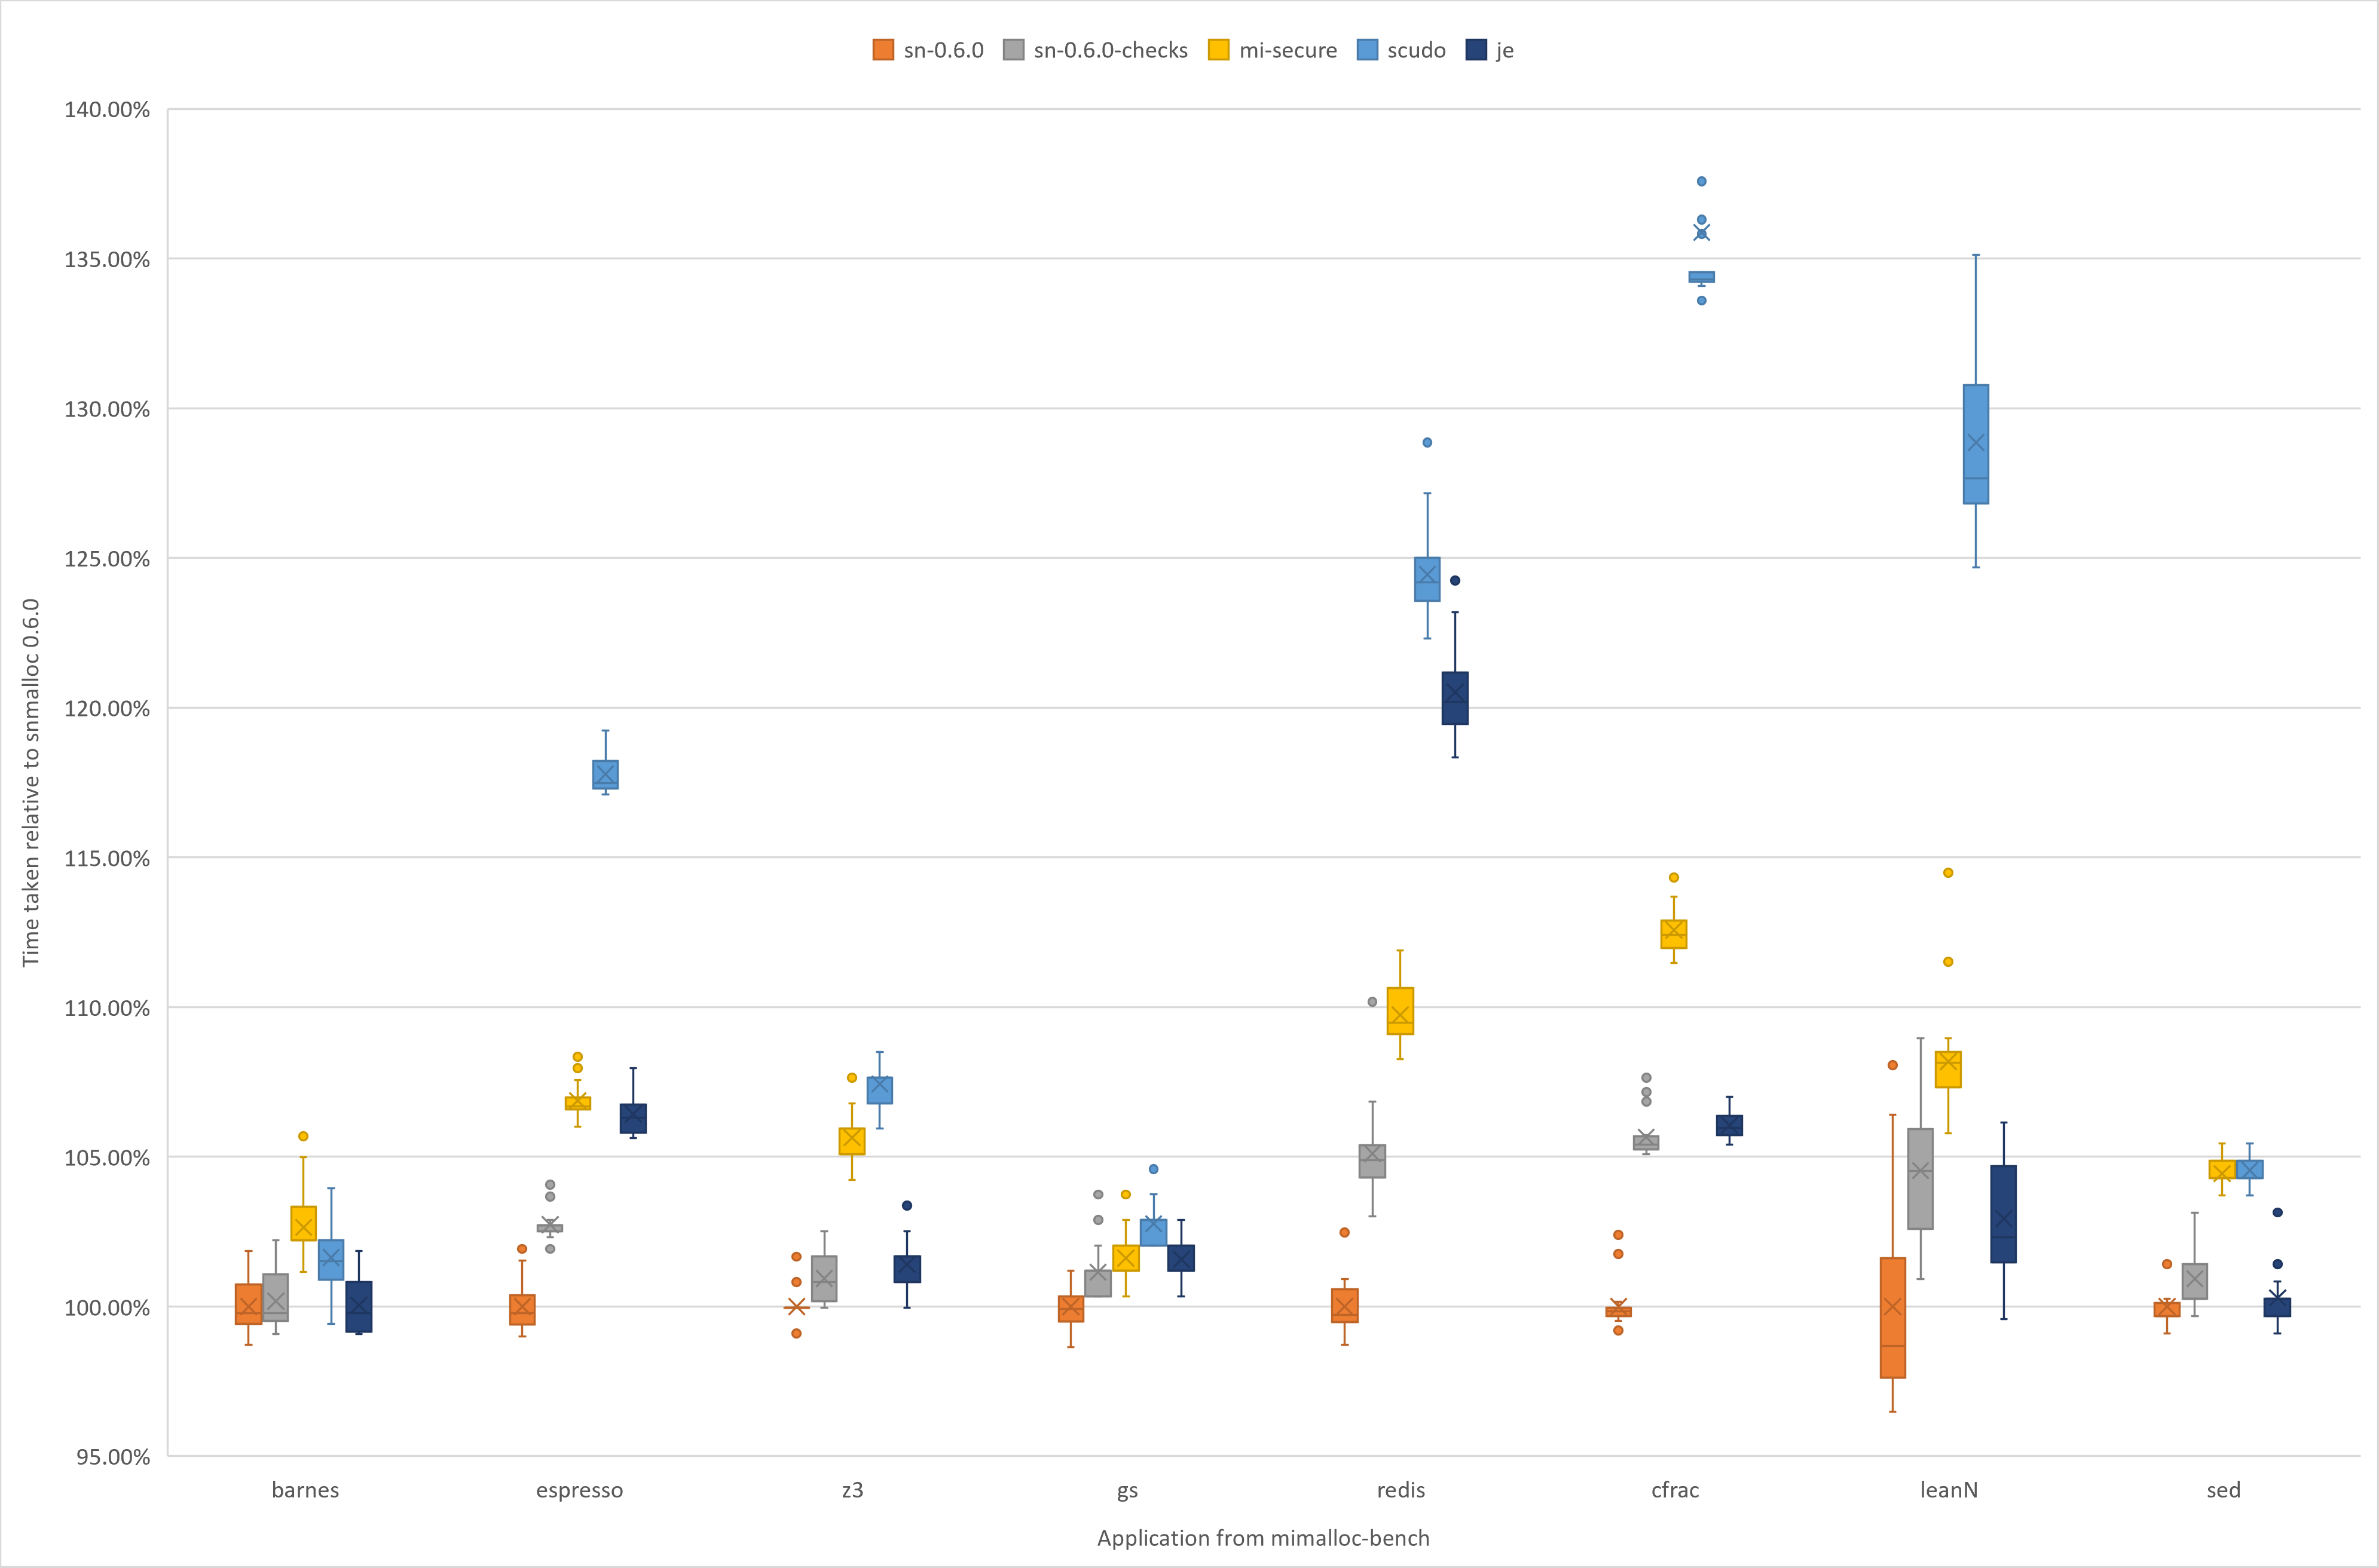 sn-0.6.0 sn-0.6.0-checks mi-secure scudo je
140.00%
135.00%
130.00%
125.00%
120.00%
115.00%
110.00%
105.00%
100.00%
95.00%
Time taken relative to snmalloc 0.6.0
barnes espresso z3 gs redis cfrac leanN sed
Application from mimalloc-bench